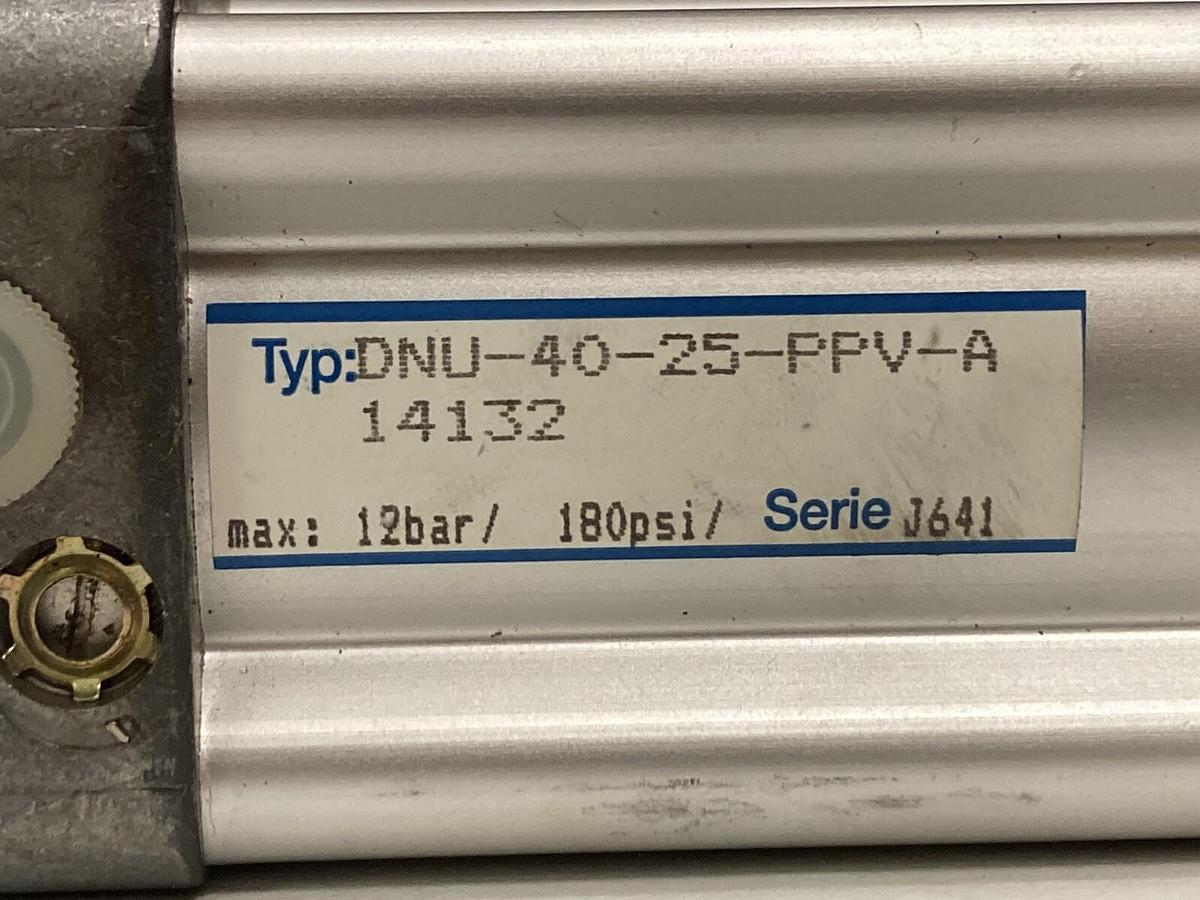 Typ:DNU-40-25-PPV-A
14132
max: 12bar/ 180psi/ Serie J641